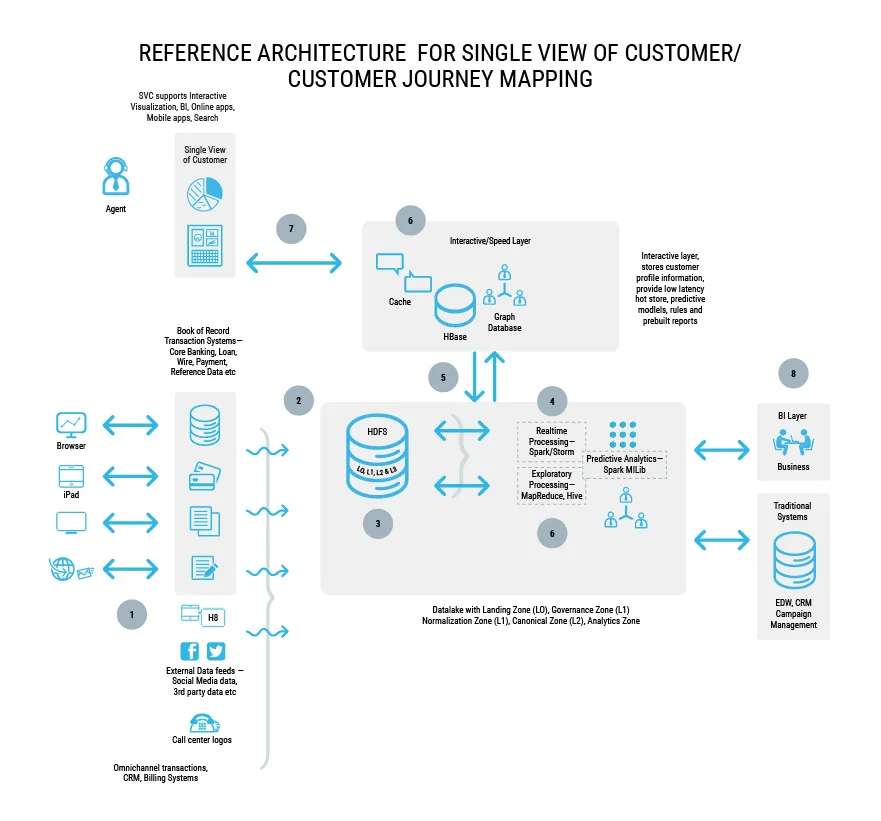 REFERENCE ARCHITECTURE FOR SINGLE VIEW OF CUSTOMER/
CUSTOMER JOURNEY MAPPING
SVC supports Interactive
Visualization, BI, Online apps,
Mobile apps, Search
Single View
of Customer
Agent
7
6
Interactive/Speed Layer
Cache
HBase
Graph
Database
Interactive layer,
stores customer
profile information,
provide low latency
hot store, predictive
modlels, rules and
prebuilt reports
Book of Record
Transaction Systems—
Core Banking, Loan,
Wire, Payment,
Reference Data etc
5
8
2
4
HDFS
LO, L1, L2 & L3
Realtime
Processing—
Spark/Storm
Predictive Analytics—
Spark MILib
Exploratory
Processing—
MapReduce, Hive
3
6
BI Layer
Business
Traditional
Systems
EDW, CRM
Campaign
Management
Browser
iPad
1
H8
Datalake with Landing Zone (LO), Governance Zone (L1)
Normalization Zone (L1), Canonical Zone (L2), Analytics Zone
External Data feeds —
Social Media data,
3rd party data etc
Call center logos
Omnichannel transactions,
CRM, Billing Systems